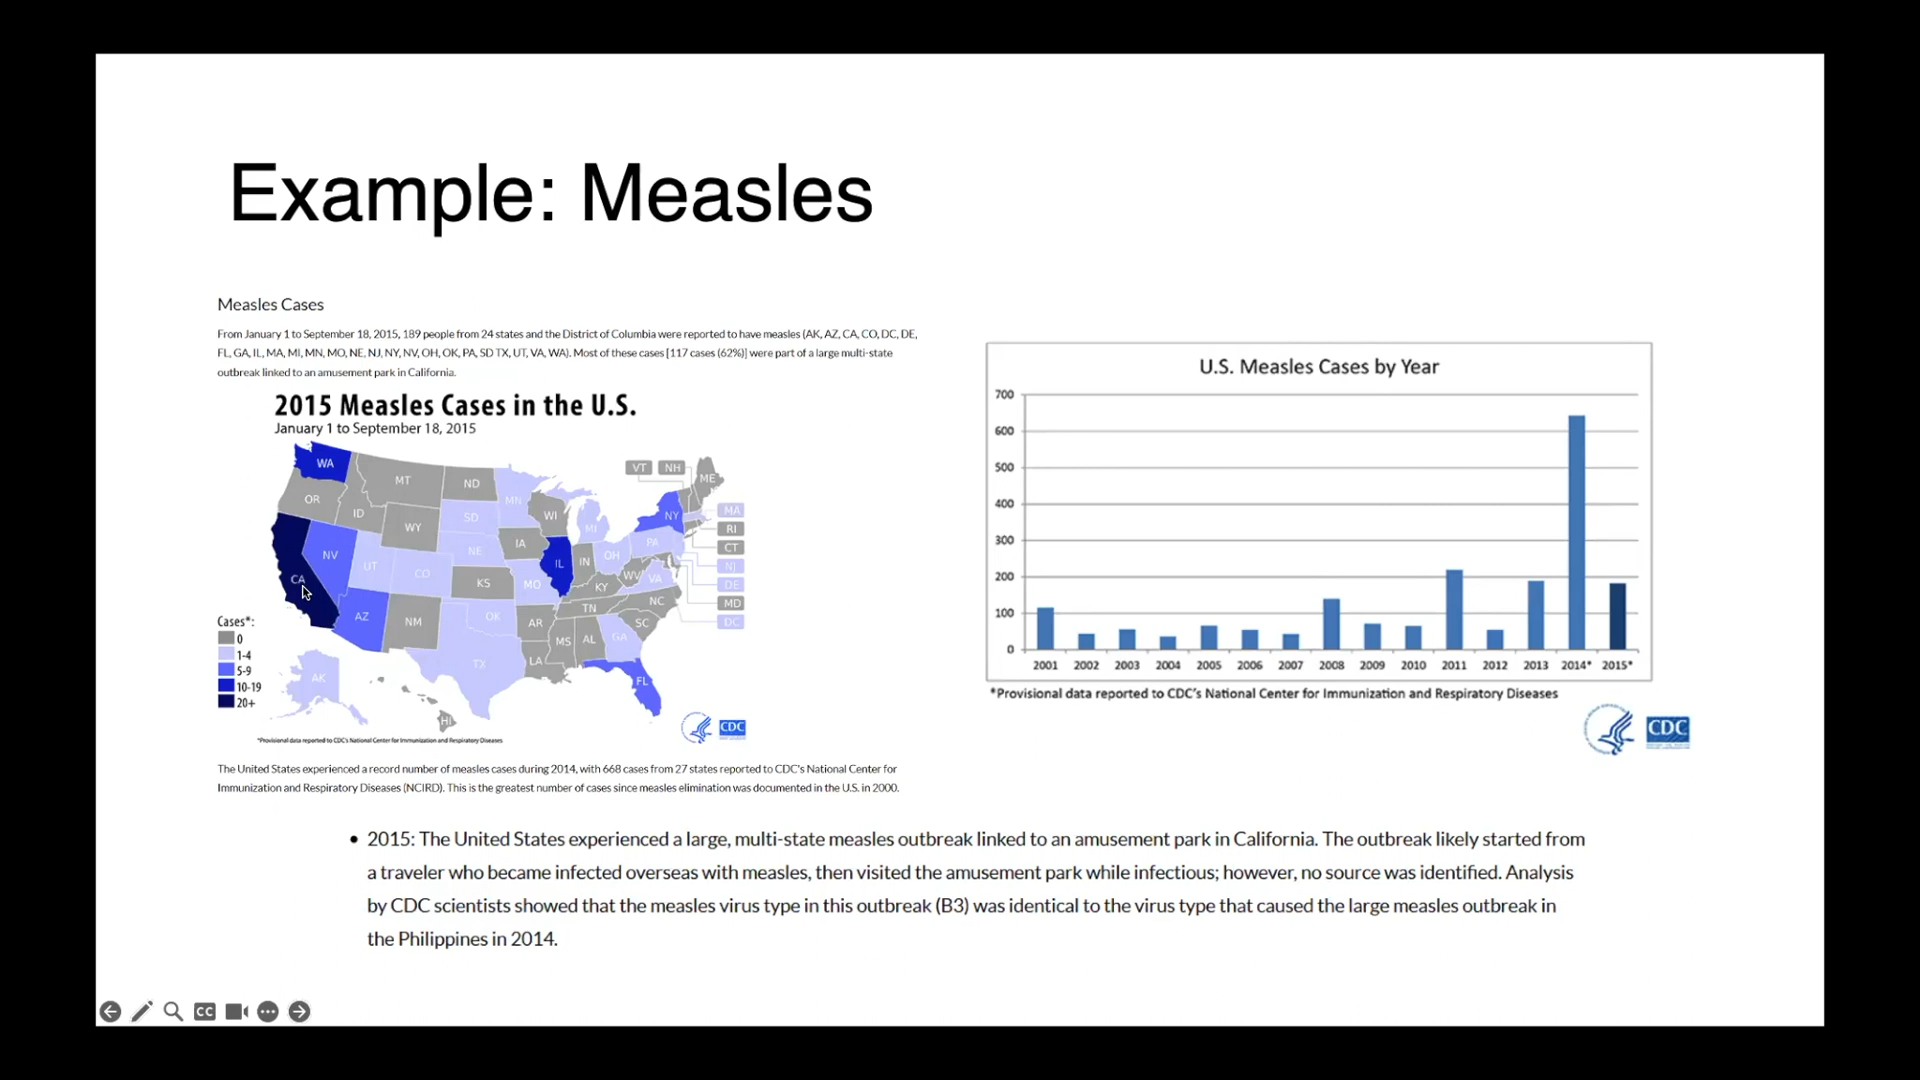 Example: Measles
Measles Cases
From January 1 to September 18, 2015, 189 people from 24 states and the District of Columbia were reported to have measles (AK, AZ, CA, CO, DC, DE,
FL, GA, IL, MA, MI, MN, MO, NE, NJ, NY, NV, OH, OK, PA, SD TX, UT, VA, WA). Most of these cases [117 cases (62%)] were part of a large multi-state
outbreak linked to an amusement park in California.
2015 Measles Cases in the U.S.
January 1 to September 18, 2015
WA
MT
ND
MN
VT
NH
ME
OR
ID
WY
SD
WI
MI
NY
MA
RI
CT
NJ
DE
MD
DC
NV
UT
CO
NE
IA
IL
IN
OH
PA
CA
KS
MO
KY
WV
VA
AZ
NM
OK
AR
TN
NC
SC
MS
AL
GA
TX
LA
FL
AK
HI
Cases*:
0
1-4
5-9
10-19
20+
*Provisional data reported to CDC's National Center for Immunization and Respiratory Diseases
CDC
The United States experienced a record number of measles cases during 2014, with 668 cases from 27 states reported to CDC's National Center for
Immunization and Respiratory Diseases (NCIRD). This is the greatest number of cases since measles elimination was documented in the U.S. in 2000.
U.S. Measles Cases by Year
700
600
500
400
300
200
100
0
2001 2002 2003 2004 2005 2006 2007 2008 2009 2010 2011 2012 2013 2014* 2015*
*Provisional data reported to CDC's National Center for Immunization and Respiratory Diseases
CDC
• 2015: The United States experienced a large, multi-state measles outbreak linked to an amusement park in California. The outbreak likely started from
a traveler who became infected overseas with measles, then visited the amusement park while infectious; however, no source was identified. Analysis
by CDC scientists showed that the measles virus type in this outbreak (B3) was identical to the virus type that caused the large measles outbreak in
the Philippines in 2014.
CC